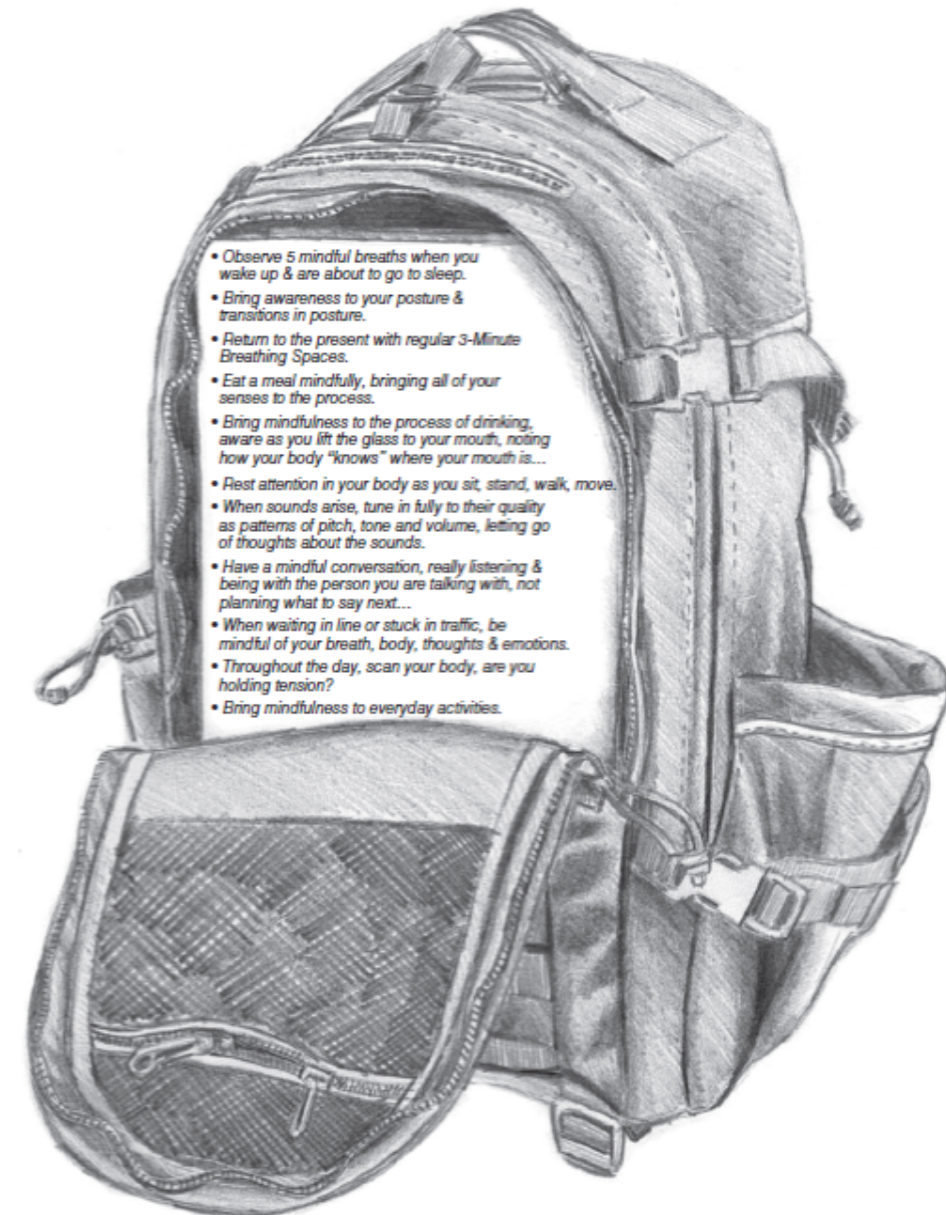 • Observe 5 mindful breaths when you
wake up & are about to go to sleep.
• Bring awareness to your posture &
transitions in posture.
• Return to the present with regular 3-Minute
Breathing Spaces.
• Eat a meal mindfully, bringing all of your
senses to the process.
• Bring mindfulness to the process of drinking,
aware as you lift the glass to your mouth, noting
how your body “knows” where your mouth is...
• Rest attention in your body as you sit, stand, walk, move.
• When sounds arise, tune in fully to their quality
as patterns of pitch, tone and volume, letting go
of thoughts about the sounds.
• Have a mindful conversation, really listening &
being with the person you are talking with, not
planning what to say next...
• When waiting in line or stuck in traffic, be
mindful of your breath, body, thoughts & emotions.
• Throughout the day, scan your body, are you
holding tension?
• Bring mindfulness to everyday activities.